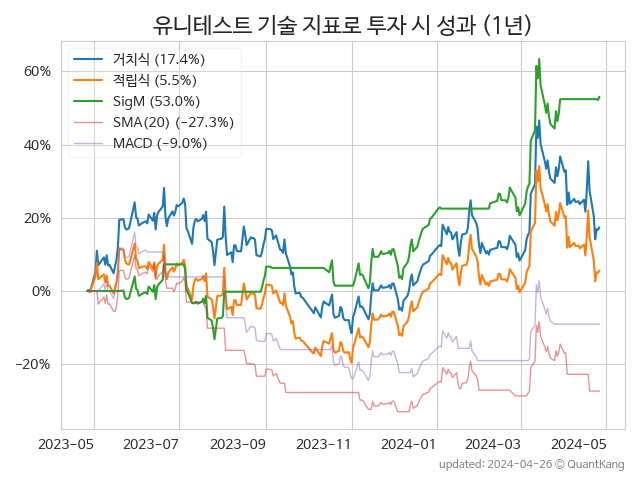 유니테스트 기술 지표로 투자 시 성과 (1년)
거치식 (17.4%)
적립식 (5.5%)
SigM (53.0%)
SMA(20) (−27.3%)
MACD (−9.0%)
60%
40%
20%
0%
−20%
2023-05 2023-07 2023-09 2023-11 2024-01 2024-03 2024-05
updated: 2024-04-26 © QuantKang